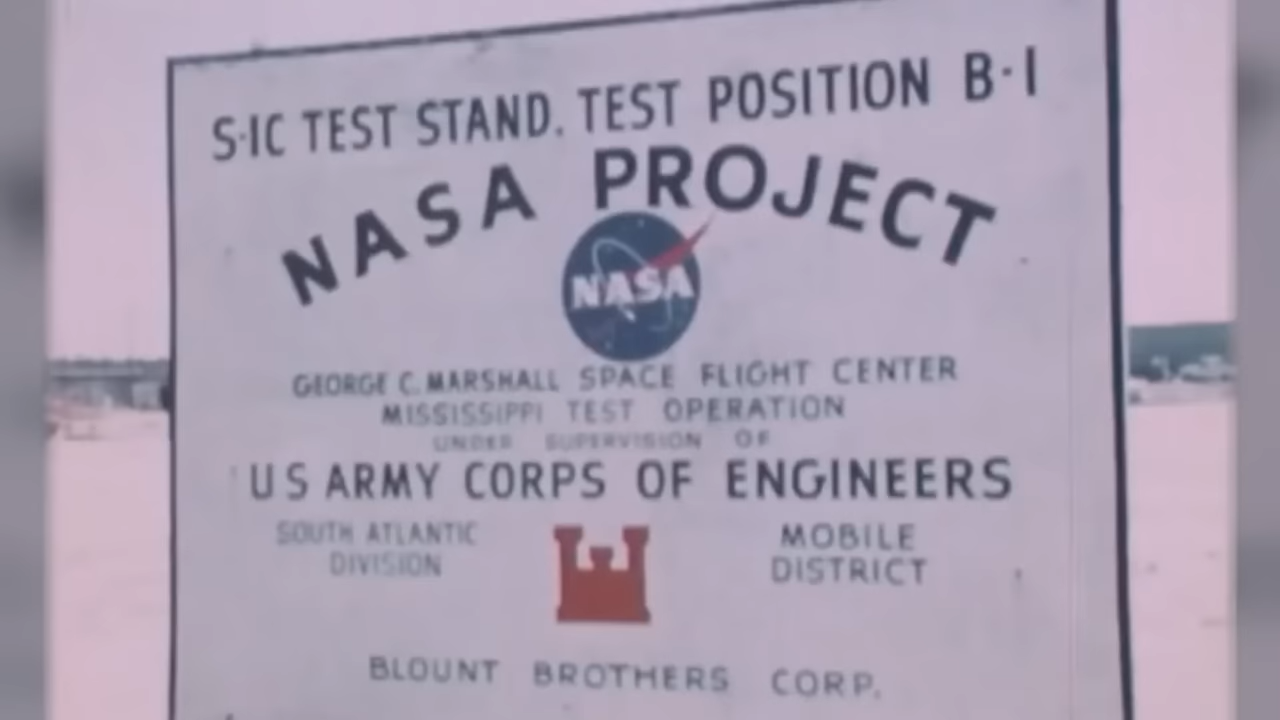 S-IC TEST STAND. TEST POSITION B-1
NASA PROJECT
NASA
GEORGE C. MARSHALL SPACE FLIGHT CENTER
MISSISSIPPI TEST OPERATION
UNDER SUPERVISION OF
US ARMY CORPS OF ENGINEERS
SOUTH ATLANTIC
DIVISION
MOBILE
DISTRICT
BLOUNT BROTHERS CORP.